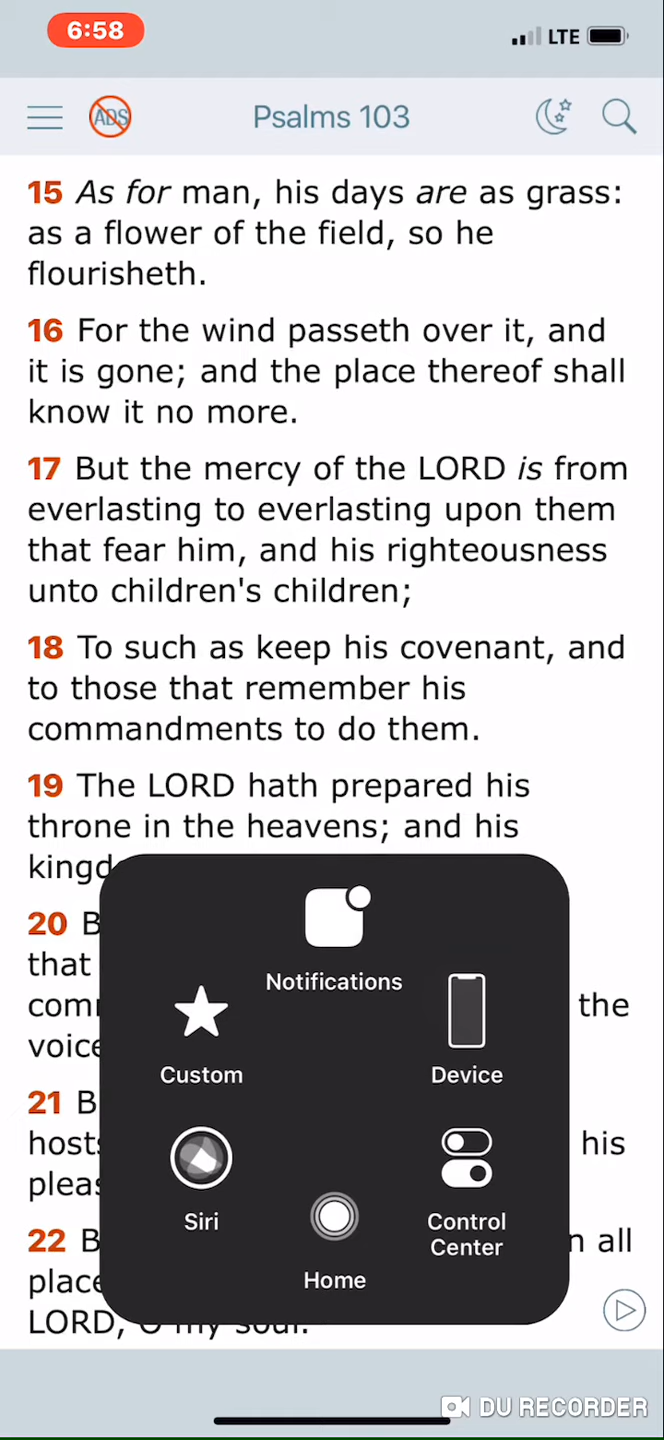 6:58
LTE
ADS
Psalms 103
15 As for man, his days are as grass:
as a flower of the field, so he
flourisheth.
16 For the wind passeth over it, and
it is gone; and the place thereof shall
know it no more.
17 But the mercy of the LORD is from
everlasting to everlasting upon them
that fear him, and his righteousness
unto children's children;
18 To such as keep his covenant, and
to those that remember his
commandments to do them.
19 The LORD hath prepared his
throne in the heavens; and his
20
that
the
21
his
22
all
LORD, O my soul.
Notifications
Custom
Device
Siri
Control
Center
Home
DU RECORDER